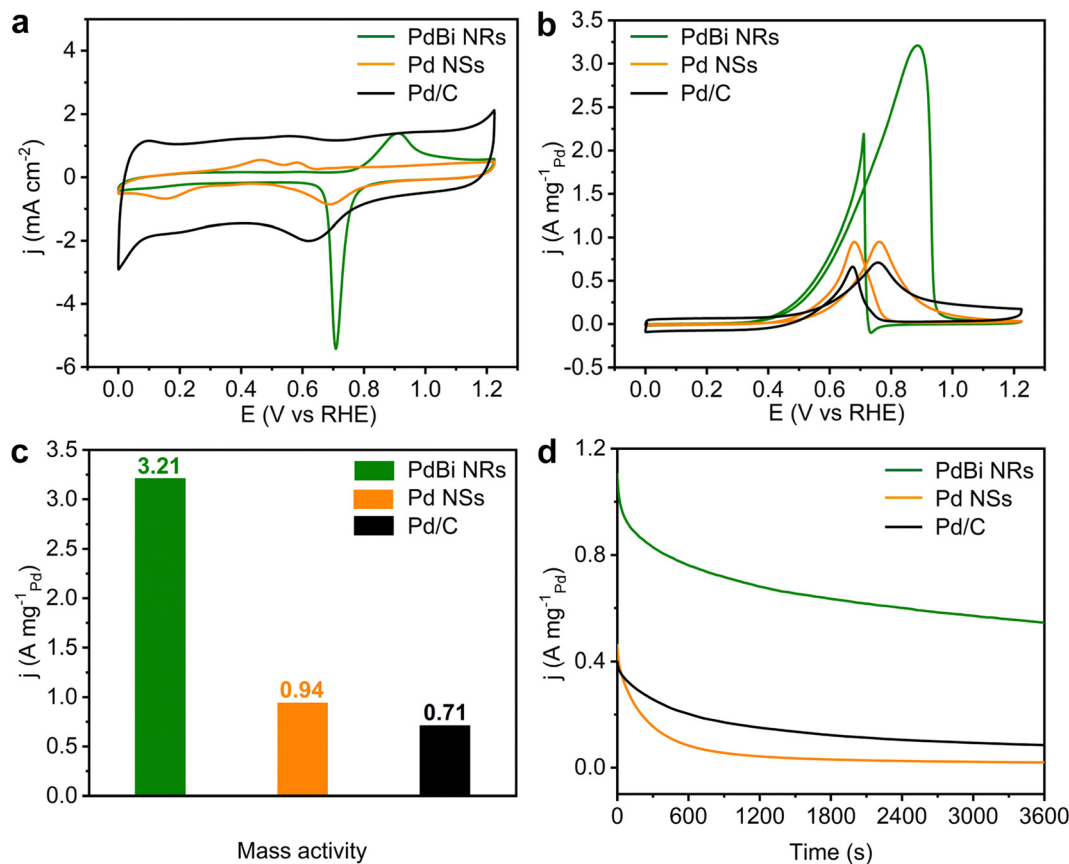 a
PdBi NRs
Pd NSs
Pd/C
j (mA cm⁻²)
4
2
0
-2
-4
-6
0.0 0.2 0.4 0.6 0.8 1.0 1.2
E (V vs RHE)
b
PdBi NRs
Pd NSs
Pd/C
j (A mg⁻¹Pd)
3.5
3.0
2.5
2.0
1.5
1.0
0.5
0.0
-0.5
0.0 0.2 0.4 0.6 0.8 1.0 1.2
E (V vs RHE)
c
PdBi NRs
Pd NSs
Pd/C
3.21
0.94
0.71
j (A mg⁻¹Pd)
3.5
3.0
2.5
2.0
1.5
1.0
0.5
0.0
Mass activity
d
PdBi NRs
Pd NSs
Pd/C
j (A mg⁻¹Pd)
1.2
0.8
0.4
0.0
0 600 1200 1800 2400 3000 3600
Time (s)